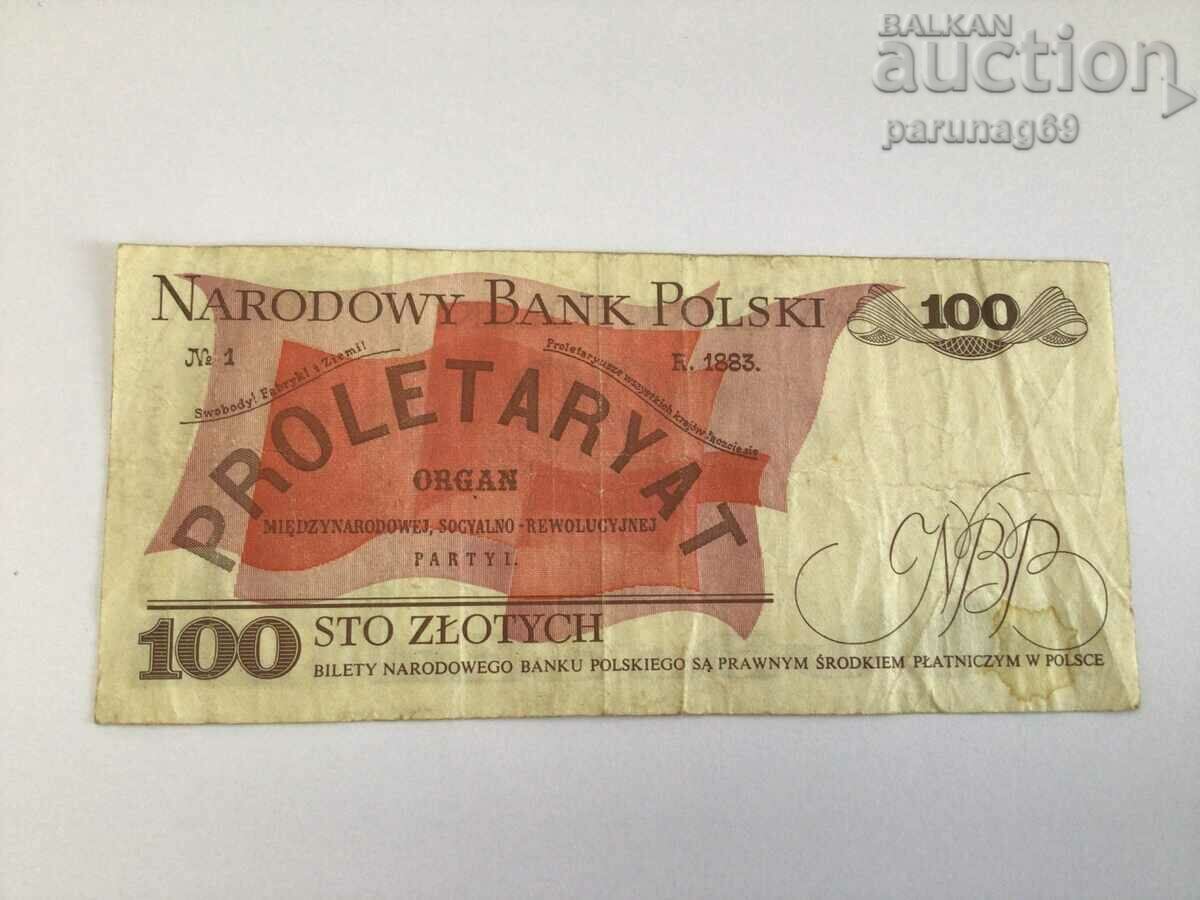 BALKAN
auction
parunag69
NARODOWY BANK POLSKI
100
№ 1
Swobody! Fabryk! i Ziemi!
Proletaryusze wszystkich krajów łączcie się
R. 1883.
PROLETARYAT
ORGAN
MIĘDZYNARODOWEJ, SOCYALNO-REWOLUCYJNEJ
PARTYI.
NBP
100 STO ZŁOTYCH
BILETY NARODOWEGO BANKU POLSKIEGO SĄ PRAWNYM ŚRODKIEM PŁATNICZYM W POLSCE